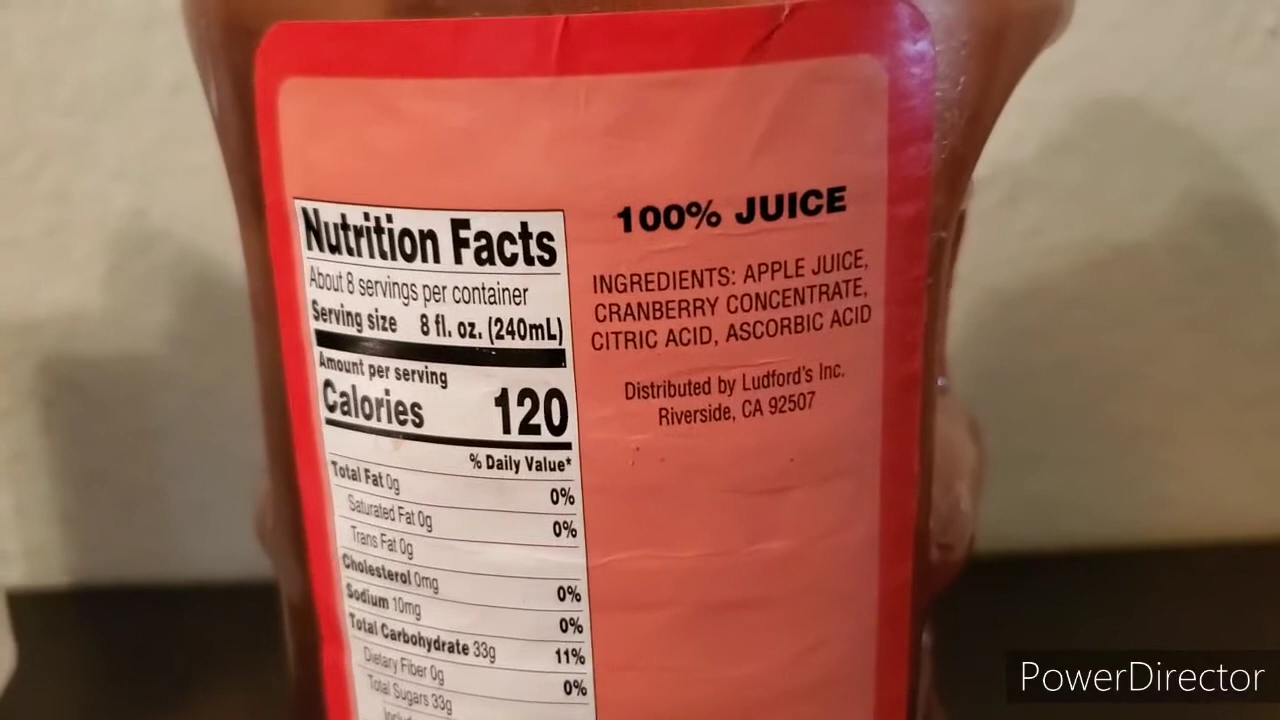 Nutrition Facts
About 8 servings per container
Serving size 8 fl. oz. (240mL)
Amount per serving
Calories 120
% Daily Value*
Total Fat 0g 0%
Saturated Fat 0g 0%
Trans Fat 0g
Cholesterol 0mg 0%
Sodium 10mg 0%
Total Carbohydrate 33g 11%
Dietary Fiber 0g 0%
Total Sugars 33g
100% JUICE
INGREDIENTS: APPLE JUICE,
CRANBERRY CONCENTRATE,
CITRIC ACID, ASCORBIC ACID
Distributed by Ludford's Inc.
Riverside, CA 92507
PowerDirector